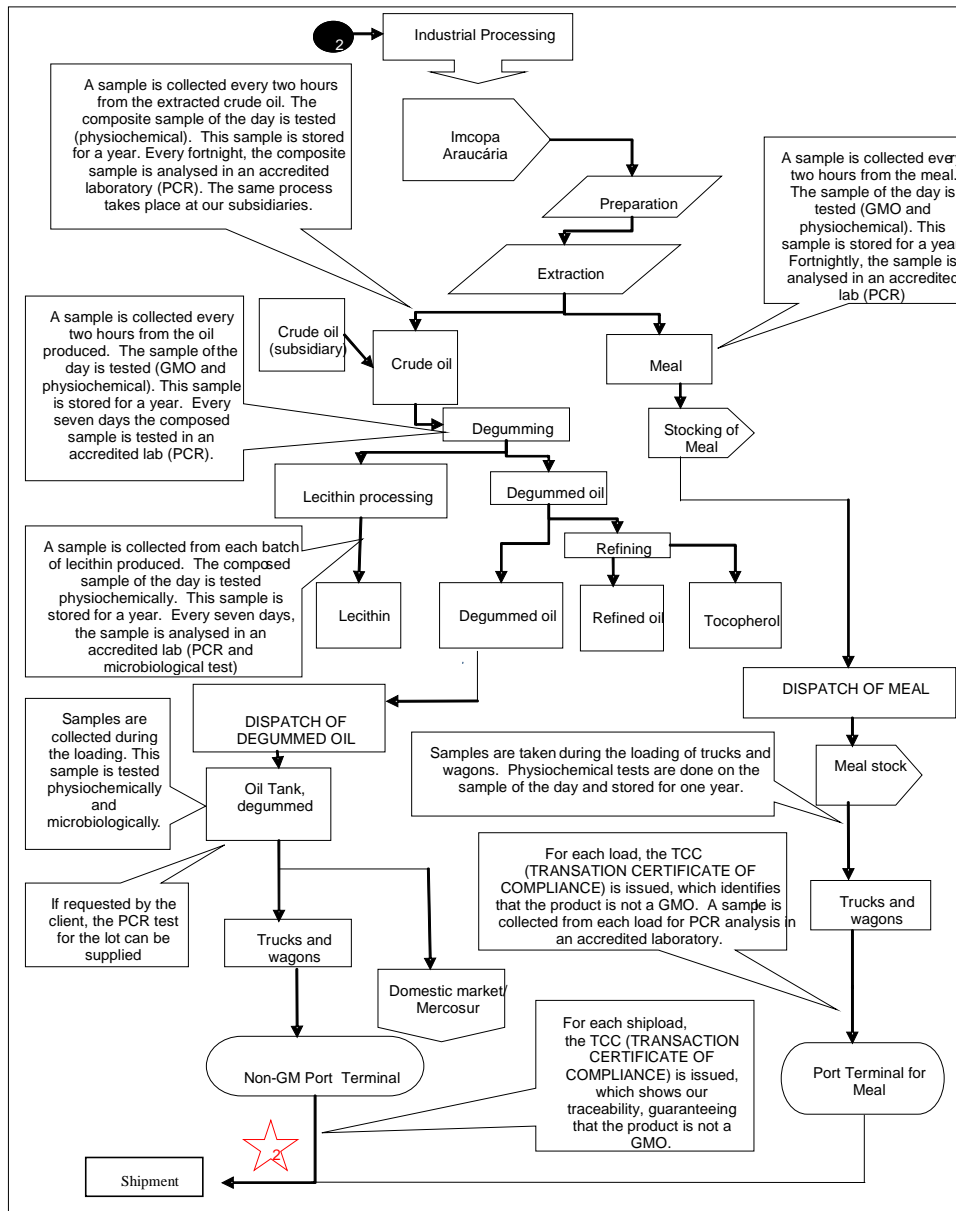 2
Industrial Processing
A sample is collected every two hours
from the extracted crude oil. The
composite sample of the day is tested
(physiochemical). This sample is stored
for a year. Every fortnight, the composite
sample is analysed in an accredited
laboratory (PCR). The same process
takes place at our subsidiaries.
Imcopa
Araucária
A sample is collected every
two hours from the meal.
The sample of the day is
tested (GMO and
physiochemical). This
sample is stored for a year
Fortnightly, the sample is
analysed in an accredited
lab (PCR)
Preparation
Extraction
A sample is collected every
two hours from the oil
produced. The sample of the
day is tested (GMO and
physiochemical). This sample
is stored for a year. Every
seven days the composed
sample is tested in an
accredited lab (PCR).
Crude oil
(subsidiary)
Crude oil
Meal
Degumming
Stocking of
Meal
Lecithin processing
Degummed oil
A sample is collected from each batch
of lecithin produced. The composed
sample of the day is tested
physiochemically. This sample is
stored for a year. Every seven days,
the sample is analysed in an
accredited lab (PCR and
microbiological test)
Refining
Lecithin
Degummed oil
Refined oil
Tocopherol
DISPATCH OF MEAL
DISPATCH OF
DEGUMMED OIL
Samples are
collected during
the loading. This
sample is tested
physiochemically
and
microbiologically.
Oil Tank,
degummed
Samples are taken during the loading of trucks and
wagons. Physiochemical tests are done on the
sample of the day and stored for one year.
Meal stock
For each load, the TCC
(TRANSATION CERTIFICATE OF
COMPLIANCE) is issued, which identifies
that the product is not a GMO. A sample is
collected from each load for PCR analysis in
an accredited laboratory.
If requested by
the client, the PCR test
for the lot can be
supplied
Trucks and
wagons
Trucks and
wagons
Domestic market/
Mercosur
For each shipload,
the TCC (TRANSACTION
CERTIFICATE OF
COMPLIANCE) is issued,
which shows our
traceability, guaranteeing
that the product is not a
GMO.
Non-GM Port Terminal
Port Terminal for
Meal
2
Shipment